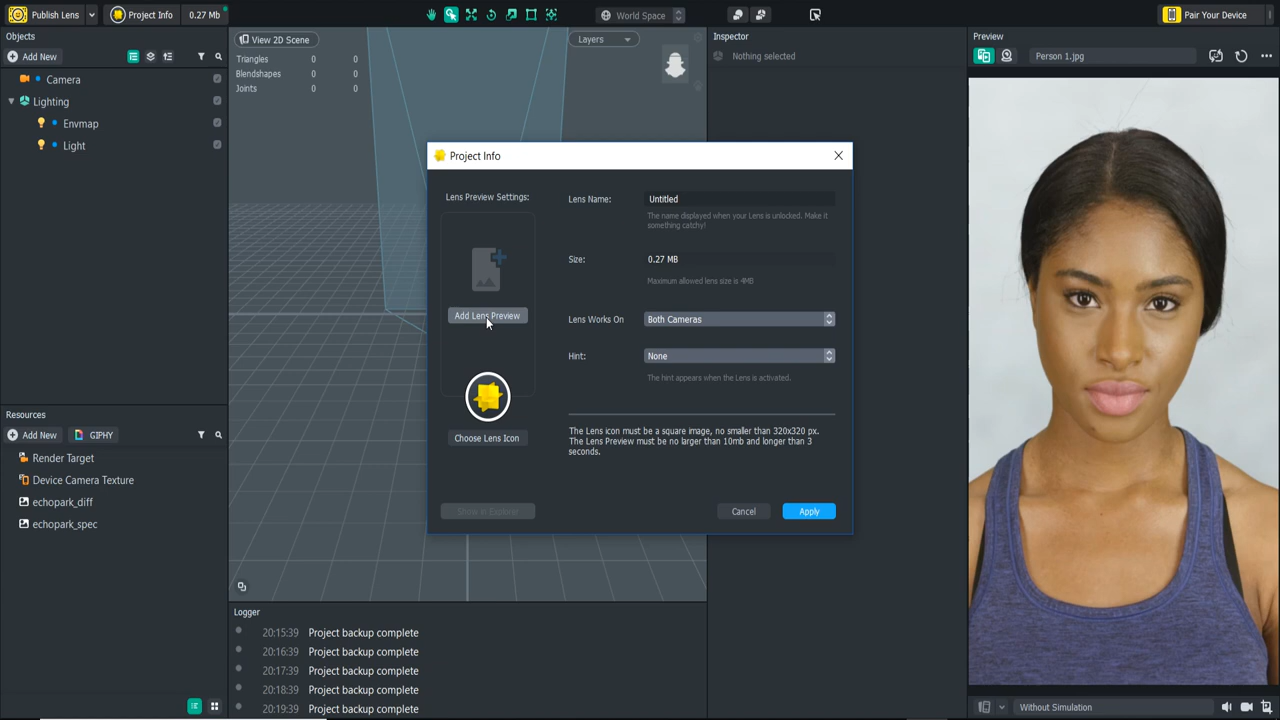 Publish Lens
Project Info
0.27 Mb
World Space
Pair Your Device
Objects
Add New
Camera
Lighting
Envmap
Light
View 2D Scene
Triangles 0 0
Blendshapes 0 0
Joints 0 0
Layers
Inspector
Nothing selected
Preview
Person 1.jpg
Project Info
Lens Preview Settings:
Add Lens Preview
Choose Lens Icon
Show in Explorer
Lens Name: Untitled
The name displayed when your Lens is unlocked. Make it
something catchy!
Size: 0.27 MB
Maximum allowed lens size is 4MB
Lens Works On Both Cameras
Hint: None
The hint appears when the Lens is activated.
The Lens icon must be a square image, no smaller than 320x320 px.
The Lens Preview must be no larger than 10mb and longer than 3
seconds.
Cancel
Apply
Resources
Add New
GIPHY
Render Target
Device Camera Texture
echopark_diff
echopark_spec
Logger
20:15:39 Project backup complete
20:16:39 Project backup complete
20:17:39 Project backup complete
20:18:39 Project backup complete
20:19:39 Project backup complete
Without Simulation